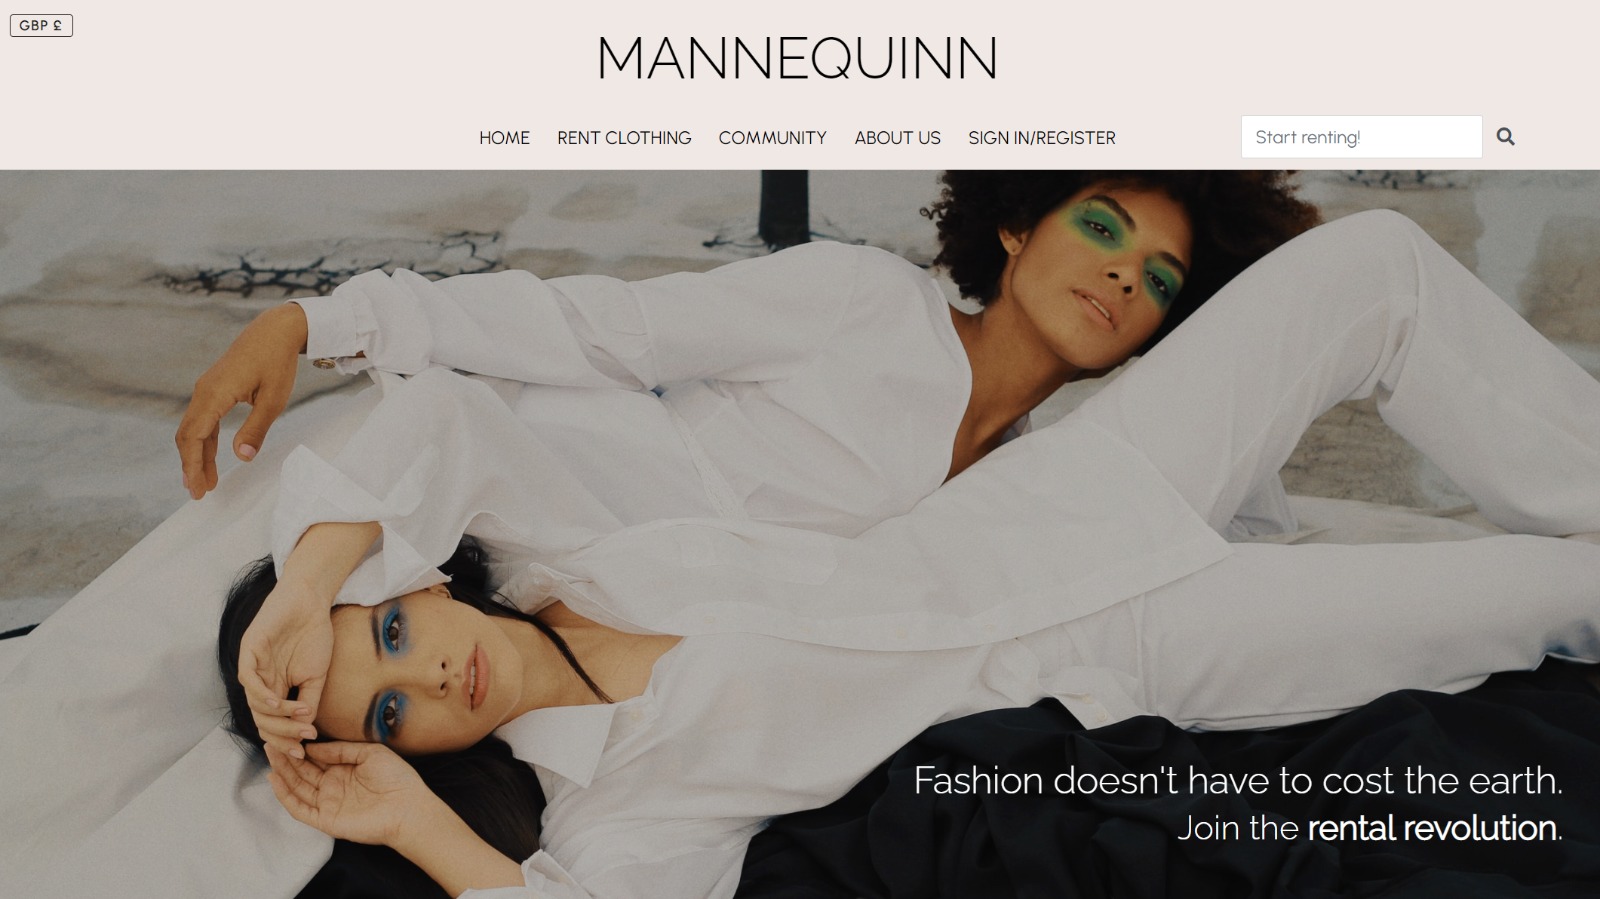 GBP £
MANNEQUINN
HOME RENT CLOTHING COMMUNITY ABOUT US SIGN IN/REGISTER
Start renting!
Fashion doesn't have to cost the earth.
Join the rental revolution.